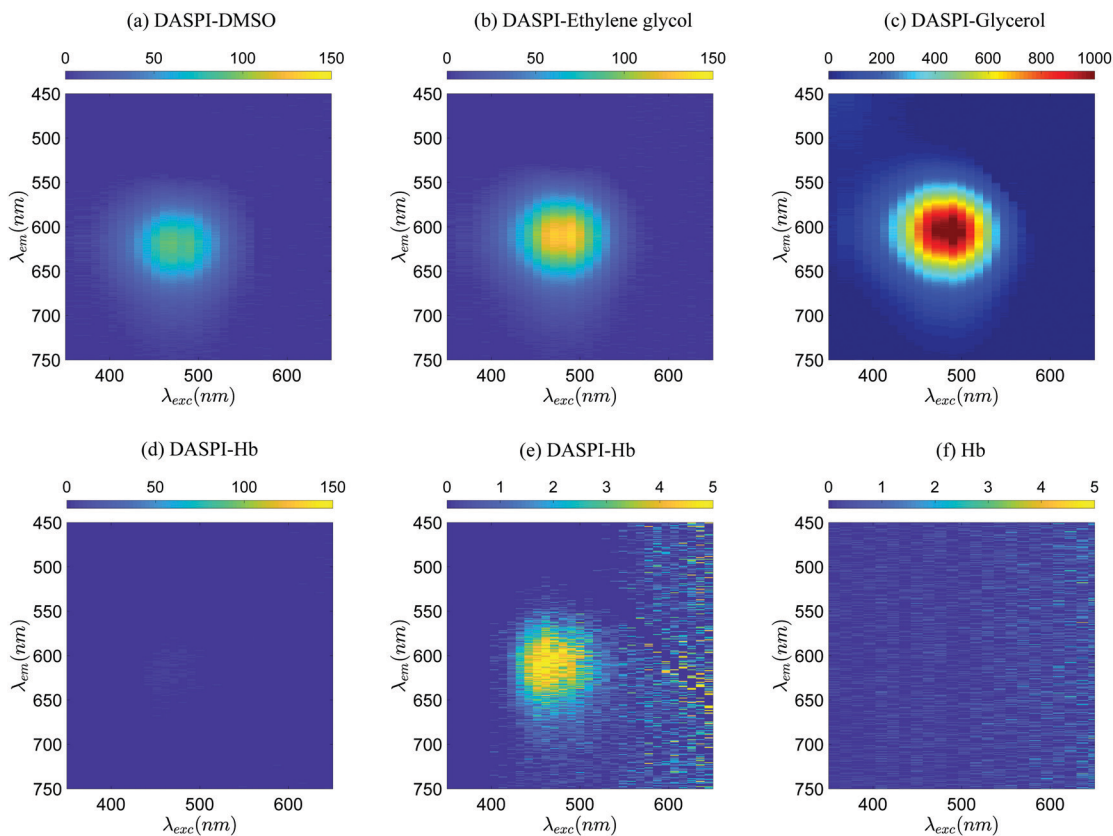 (a) DASPI-DMSO
0 50 100 150
450
500
550
600
650
700
750
λem(nm)
400 500 600
λexc(nm)
(b) DASPI-Ethylene glycol
0 50 100 150
450
500
550
600
650
700
750
λem(nm)
400 500 600
λexc(nm)
(c) DASPI-Glycerol
0 200 400 600 800 1000
450
500
550
600
650
700
750
λem(nm)
400 500 600
λexc(nm)
(d) DASPI-Hb
0 50 100 150
450
500
550
600
650
700
750
λem(nm)
400 500 600
λexc(nm)
(e) DASPI-Hb
0 1 2 3 4 5
450
500
550
600
650
700
750
λem(nm)
400 500 600
λexc(nm)
(f) Hb
0 1 2 3 4 5
450
500
550
600
650
700
750
λem(nm)
400 500 600
λexc(nm)